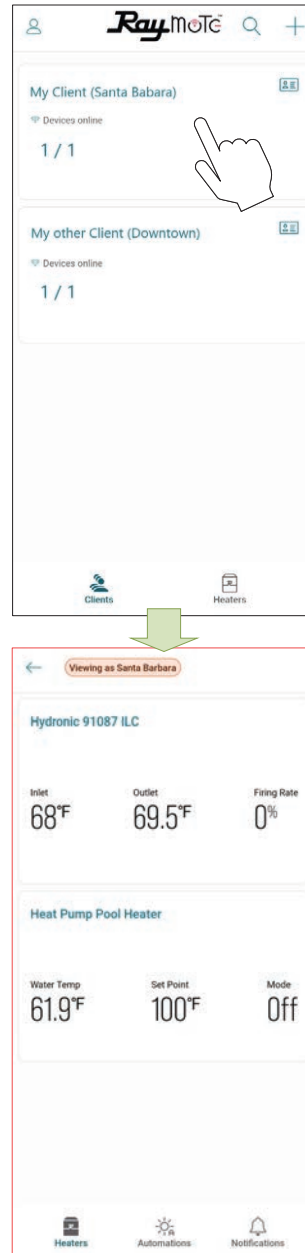 RaymoTe
My Client (Santa Babara)
Devices online
1 / 1
My other Client (Downtown)
Devices online
1 / 1
Clients Heaters
Viewing as Santa Barbara
Hydronic 91087 ILC
Inlet Outlet Firing Rate
68°F 69.5°F 0%
Heat Pump Pool Heater
Water Temp Set Point Mode
61.9°F 100°F Off
Heaters Automations Notifications